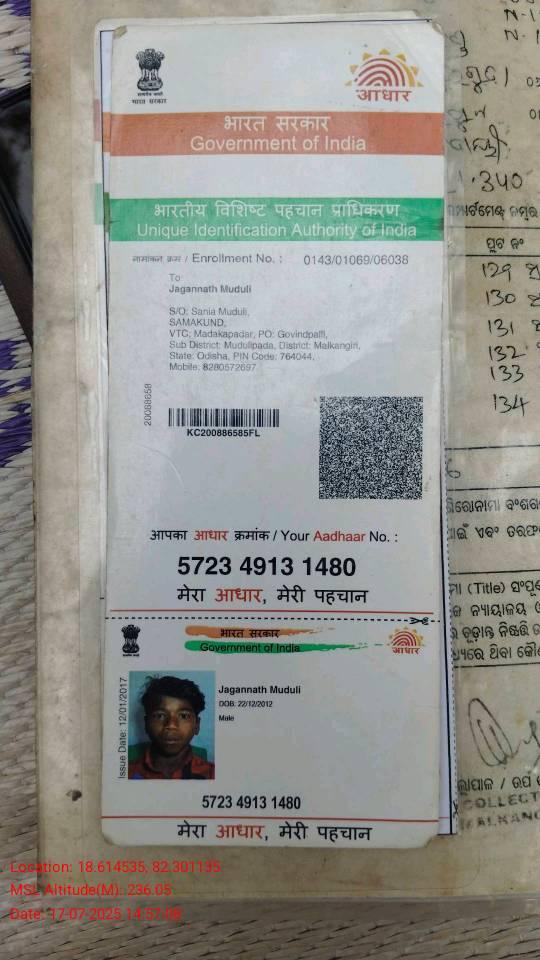 भारत सरकार
आधार
भारत सरकार
Government of India
भारतीय विशिष्ट पहचान प्राधिकरण
Unique Identification Authority of India
नामांकन क्रम / Enrollment No. : 0143/01069/06038
To
Jagannath Muduli
S/O: Sania Muduli,
SAMAKUND,
VTC: Madakapadar, PO: Govindpalli,
Sub District: Mudulipada, District: Malkangiri,
State: Odisha, PIN Code: 764044,
Mobile: 8280572697
20088658
KC200886585FL
आपका आधार क्रमांक / Your Aadhaar No. :
5723 4913 1480
मेरा आधार, मेरी पहचान
भारत सरकार
Government of India
आधार
Issue Date: 12/01/2017
Jagannath Muduli
DOB: 22/12/2012
Male
5723 4913 1480
मेरा आधार, मेरी पहचान
340
ପ୍ଲଟ ନଂ
129
130
131
132
133
134
(Title)
Location: 18.614535, 82.301135
MSL Altitude(M): 236.05
Date: 17-07-2025 14:57:08